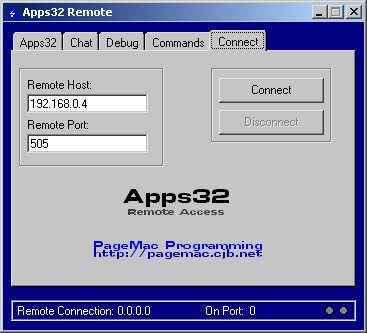 Apps32 Remote
Apps32 Chat Debug Commands Connect
Remote Host:
192.168.0.4
Remote Port:
505
Connect
Disconnect
Apps32
Remote Access
PageMac Programming
http://pagemac.cjb.net
Remote Connection: 0.0.0.0 On Port: 0